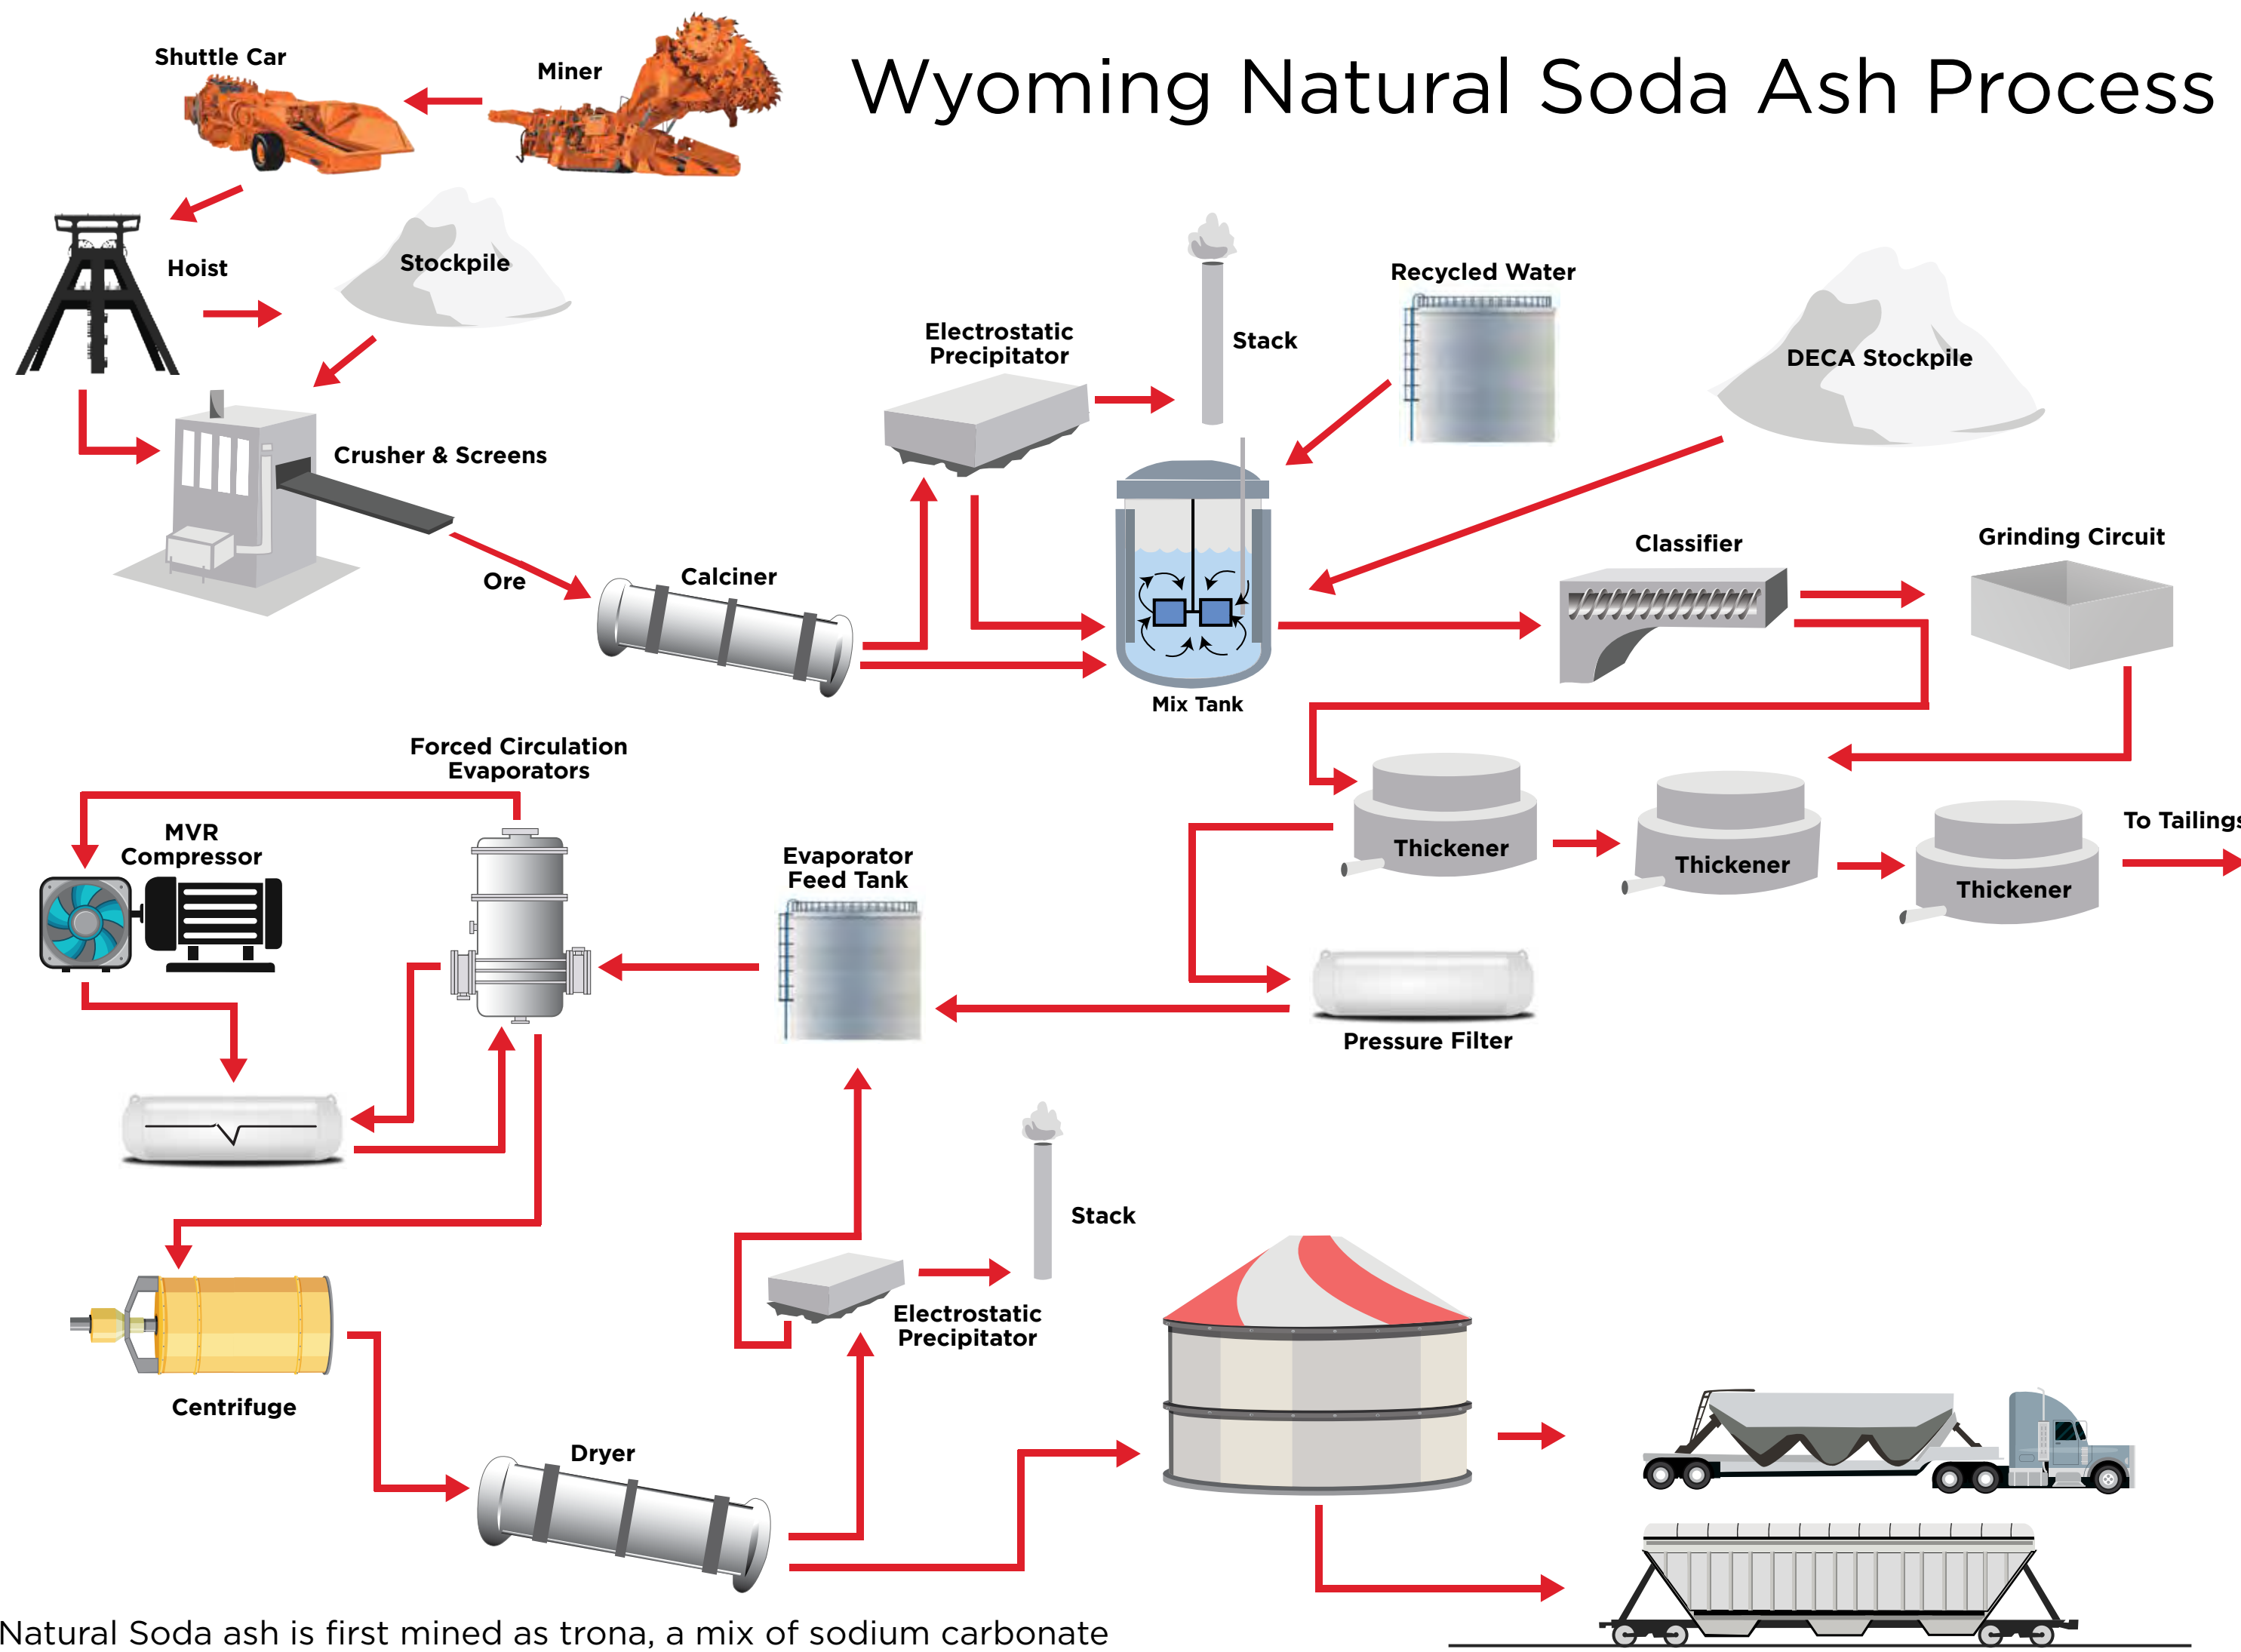 Wyoming Natural Soda Ash Process
Shuttle Car
Miner
Hoist
Stockpile
Crusher & Screens
Ore
Calciner
Electrostatic
Precipitator
Stack
Recycled Water
DECA Stockpile
Mix Tank
Classifier
Grinding Circuit
Thickener
Thickener
Thickener
To Tailings
Pressure Filter
Evaporator
Feed Tank
Forced Circulation
Evaporators
MVR
Compressor
Centrifuge
Dryer
Electrostatic
Precipitator
Stack
Natural Soda ash is first mined as trona, a mix of sodium carbonate